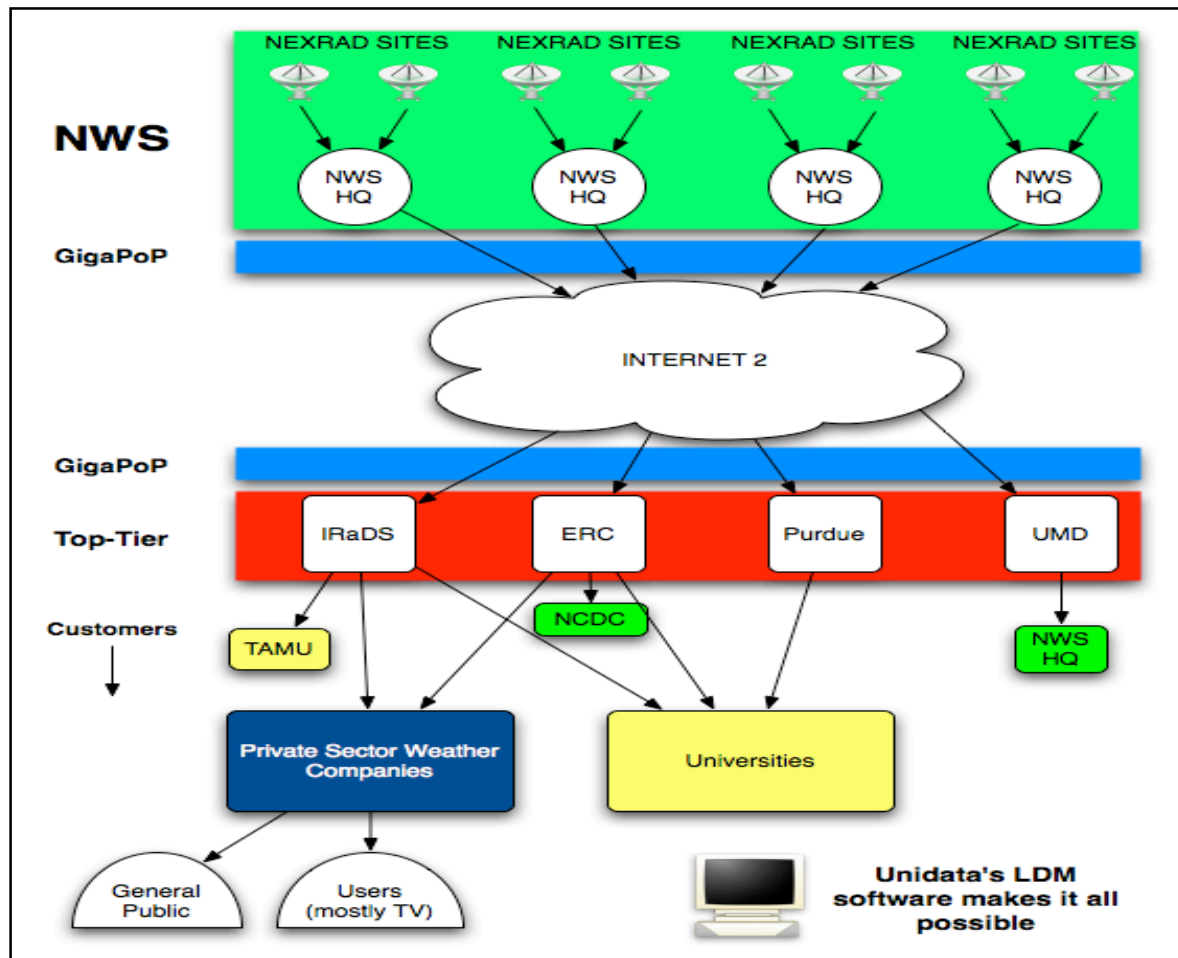 NEXRAD SITES
NEXRAD SITES
NEXRAD SITES
NEXRAD SITES
NWS
NWS
HQ
NWS
HQ
NWS
HQ
NWS
HQ
GigaPoP
INTERNET 2
GigaPoP
Top-Tier
IRaDS
ERC
Purdue
UMD
Customers
TAMU
NCDC
NWS
HQ
Private Sector Weather
Companies
Universities
General
Public
Users
(mostly TV)
Unidata's LDM
software makes it all
possible